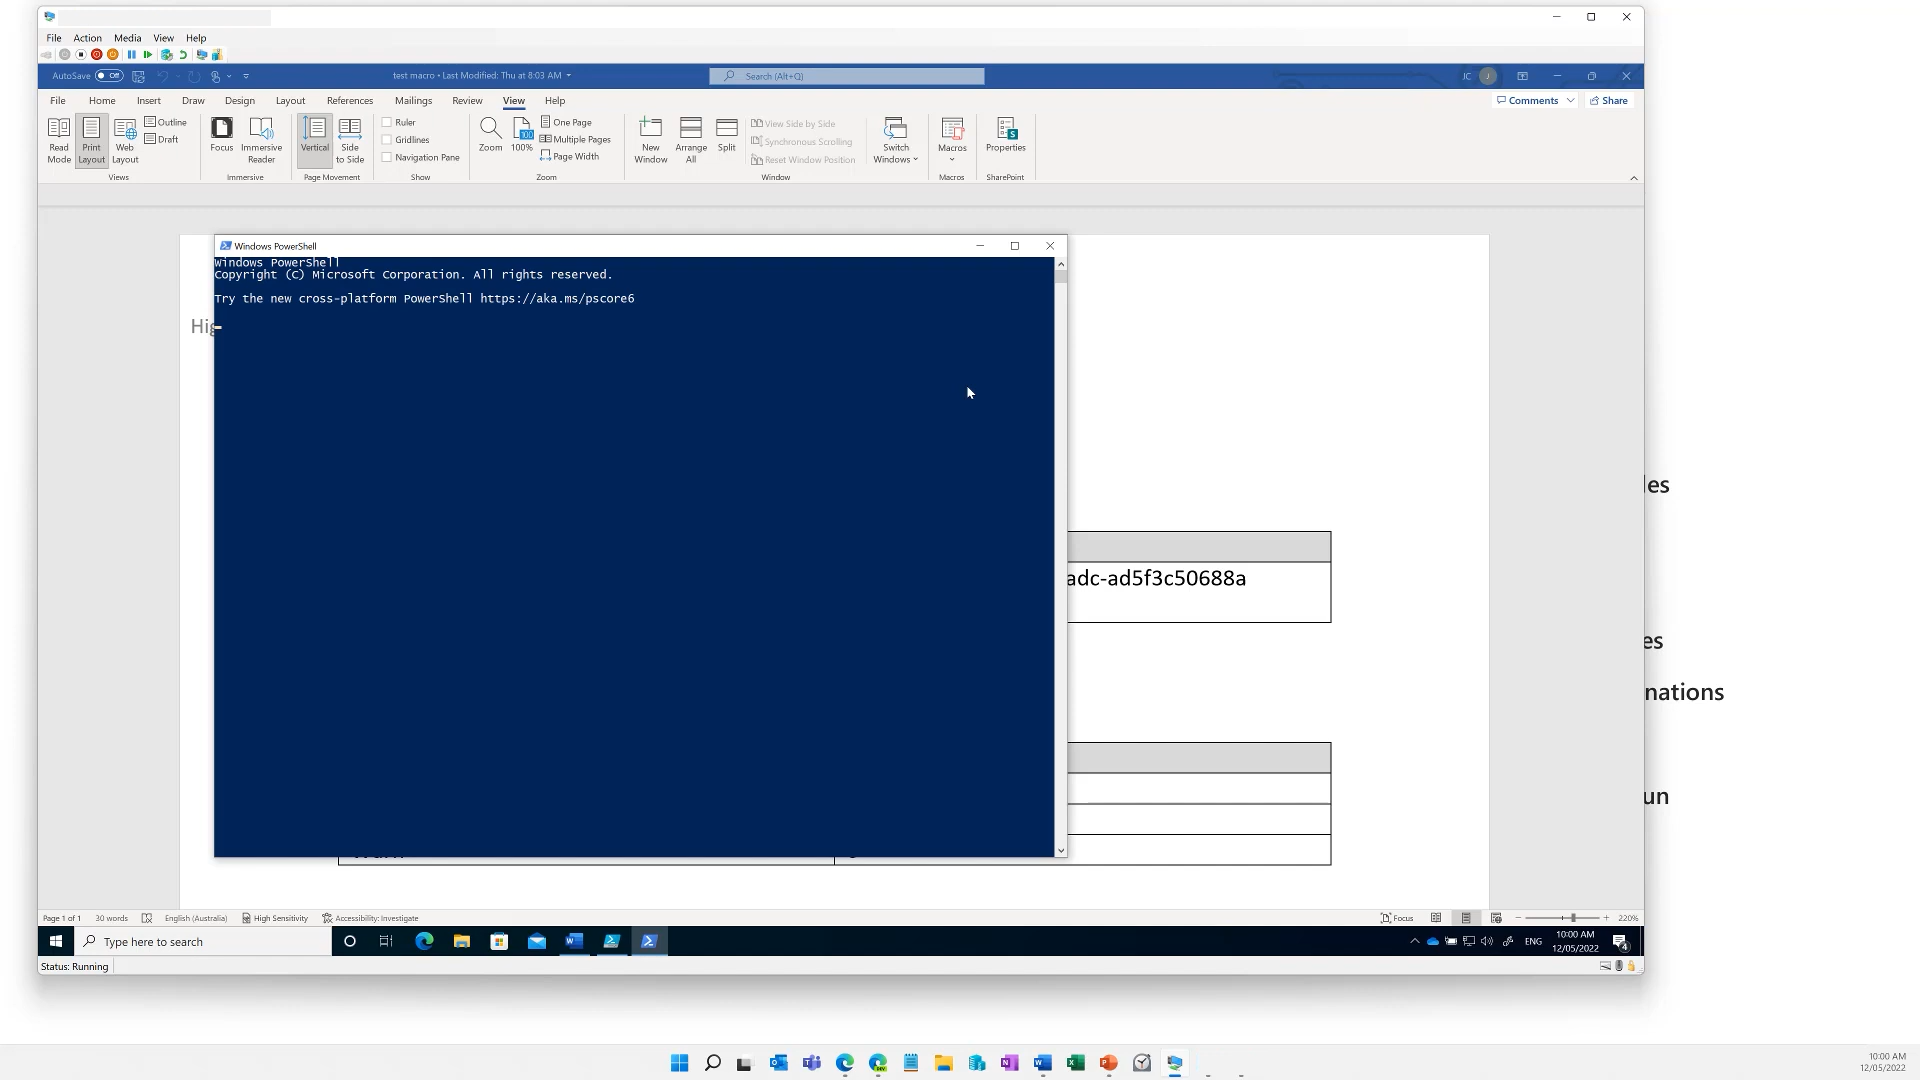 File Action Media View Help
AutoSave Off
test macro • Last Modified: Thu at 8:03 AM
Search (Alt+Q)
JC J
File Home Insert Draw Design Layout References Mailings Review View Help
Comments Share
Read Mode
Print Layout
Web Layout
Outline
Draft
Views
Focus
Immersive Reader
Immersive
Vertical
Side to Side
Page Movement
Ruler
Gridlines
Navigation Pane
Show
Zoom
100
100%
One Page
Multiple Pages
Page Width
Zoom
New Window
Arrange All
Split
View Side by Side
Synchronous Scrolling
Reset Window Position
Switch Windows
Window
Macros
Macros
Properties
SharePoint
Windows PowerShell
Windows PowerShell
Copyright (C) Microsoft Corporation. All rights reserved.
Try the new cross-platform PowerShell https://aka.ms/pscore6
adc-ad5f3c50688a
les
es
nations
un
Page 1 of 1 30 words English (Australia) High Sensitivity Accessibility: Investigate
Focus 220%
Type here to search
ENG
10:00 AM
12/05/2022
4
Status: Running
10:00 AM
12/05/2022